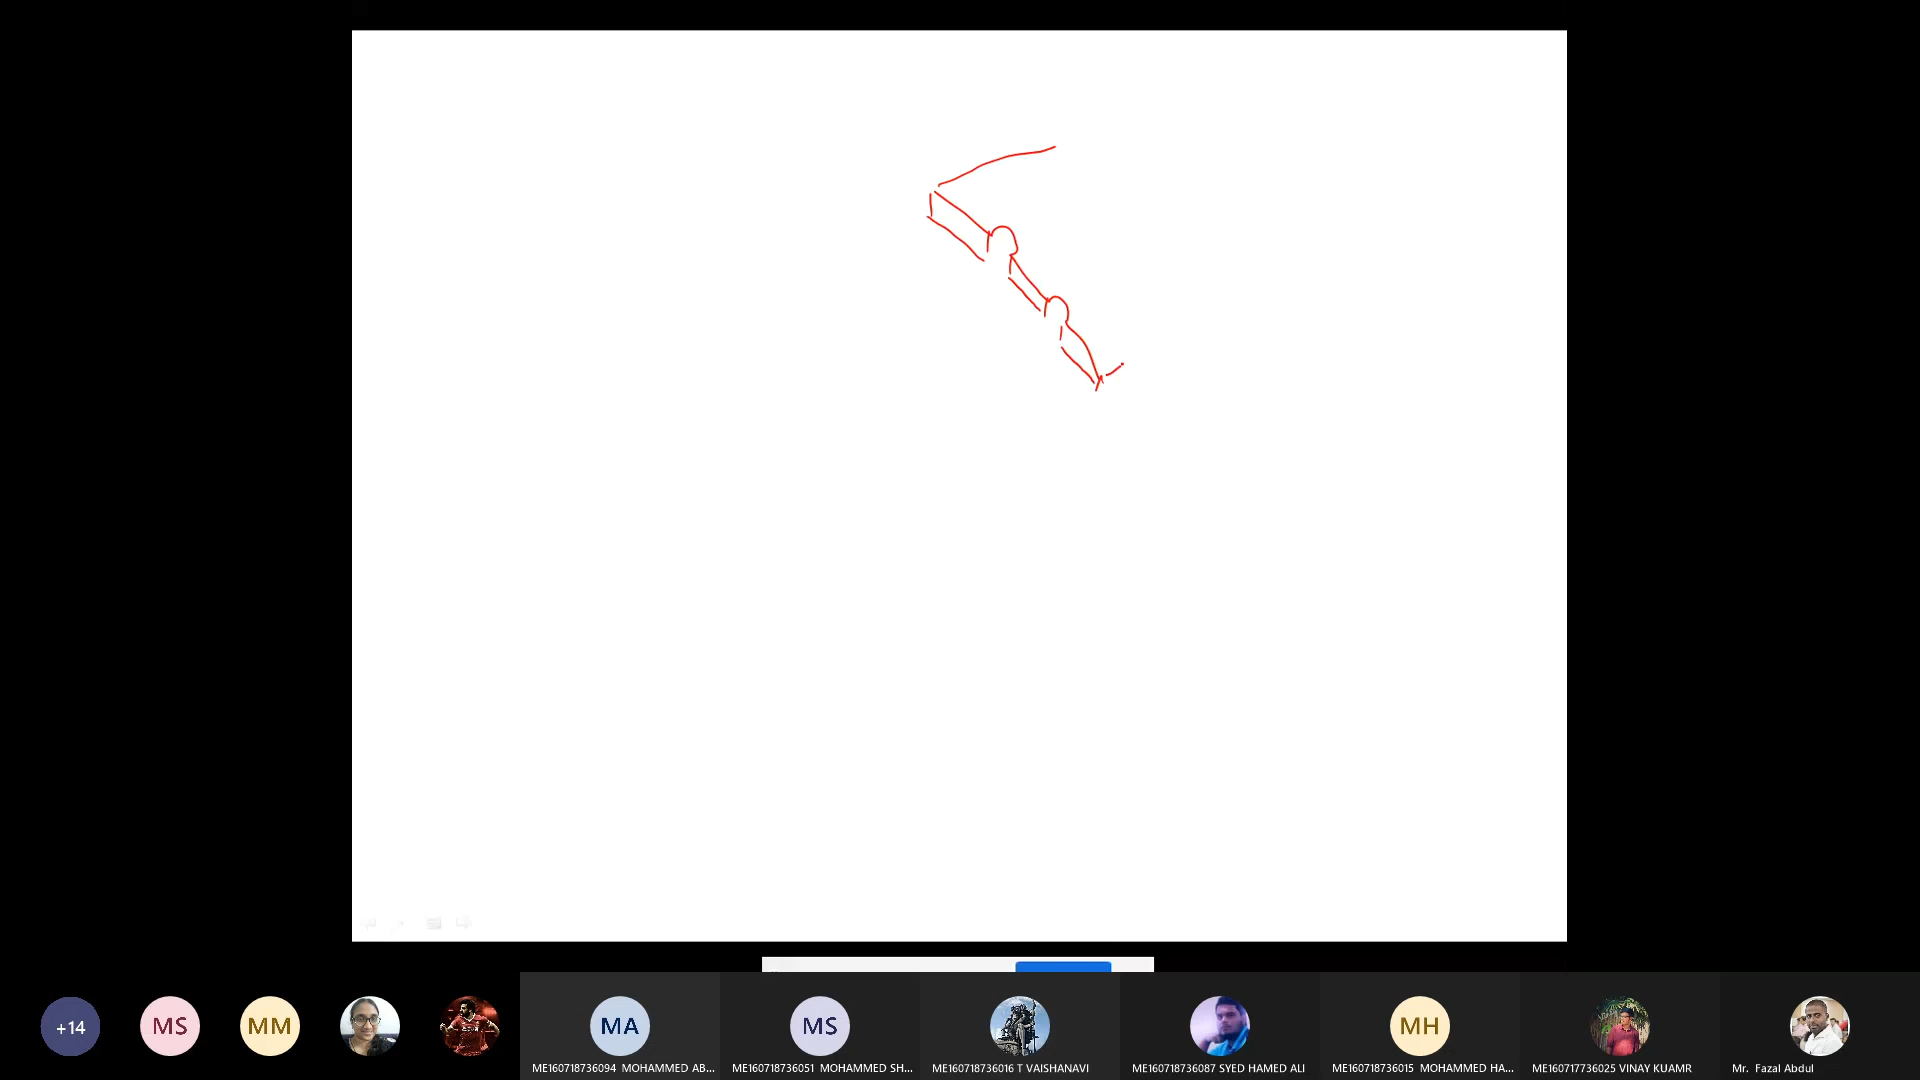 +14
MS
MM
MA
MS
MH
ME160718736094 MOHAMMED AB...
ME160718736051 MOHAMMED SH...
ME160718736016 T VAISHANAVI
ME160718736087 SYED HAMED ALI
ME160718736015 MOHAMMED HA...
ME160717736025 VINAY KUAMR
Mr. Fazal Abdul